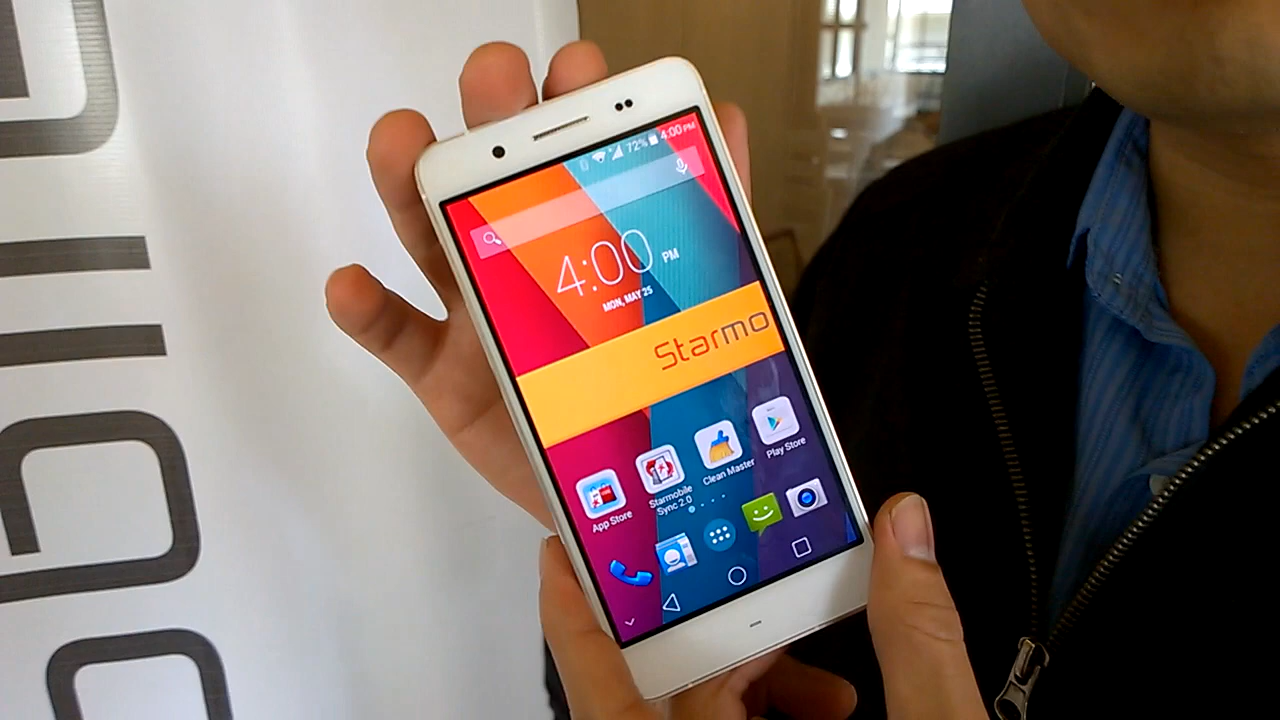 72% 4:00 PM
4:00 PM
MON, MAY 25
Starmo
App Store
Starmobile
Sync 2.0
Clean Master
Play Store